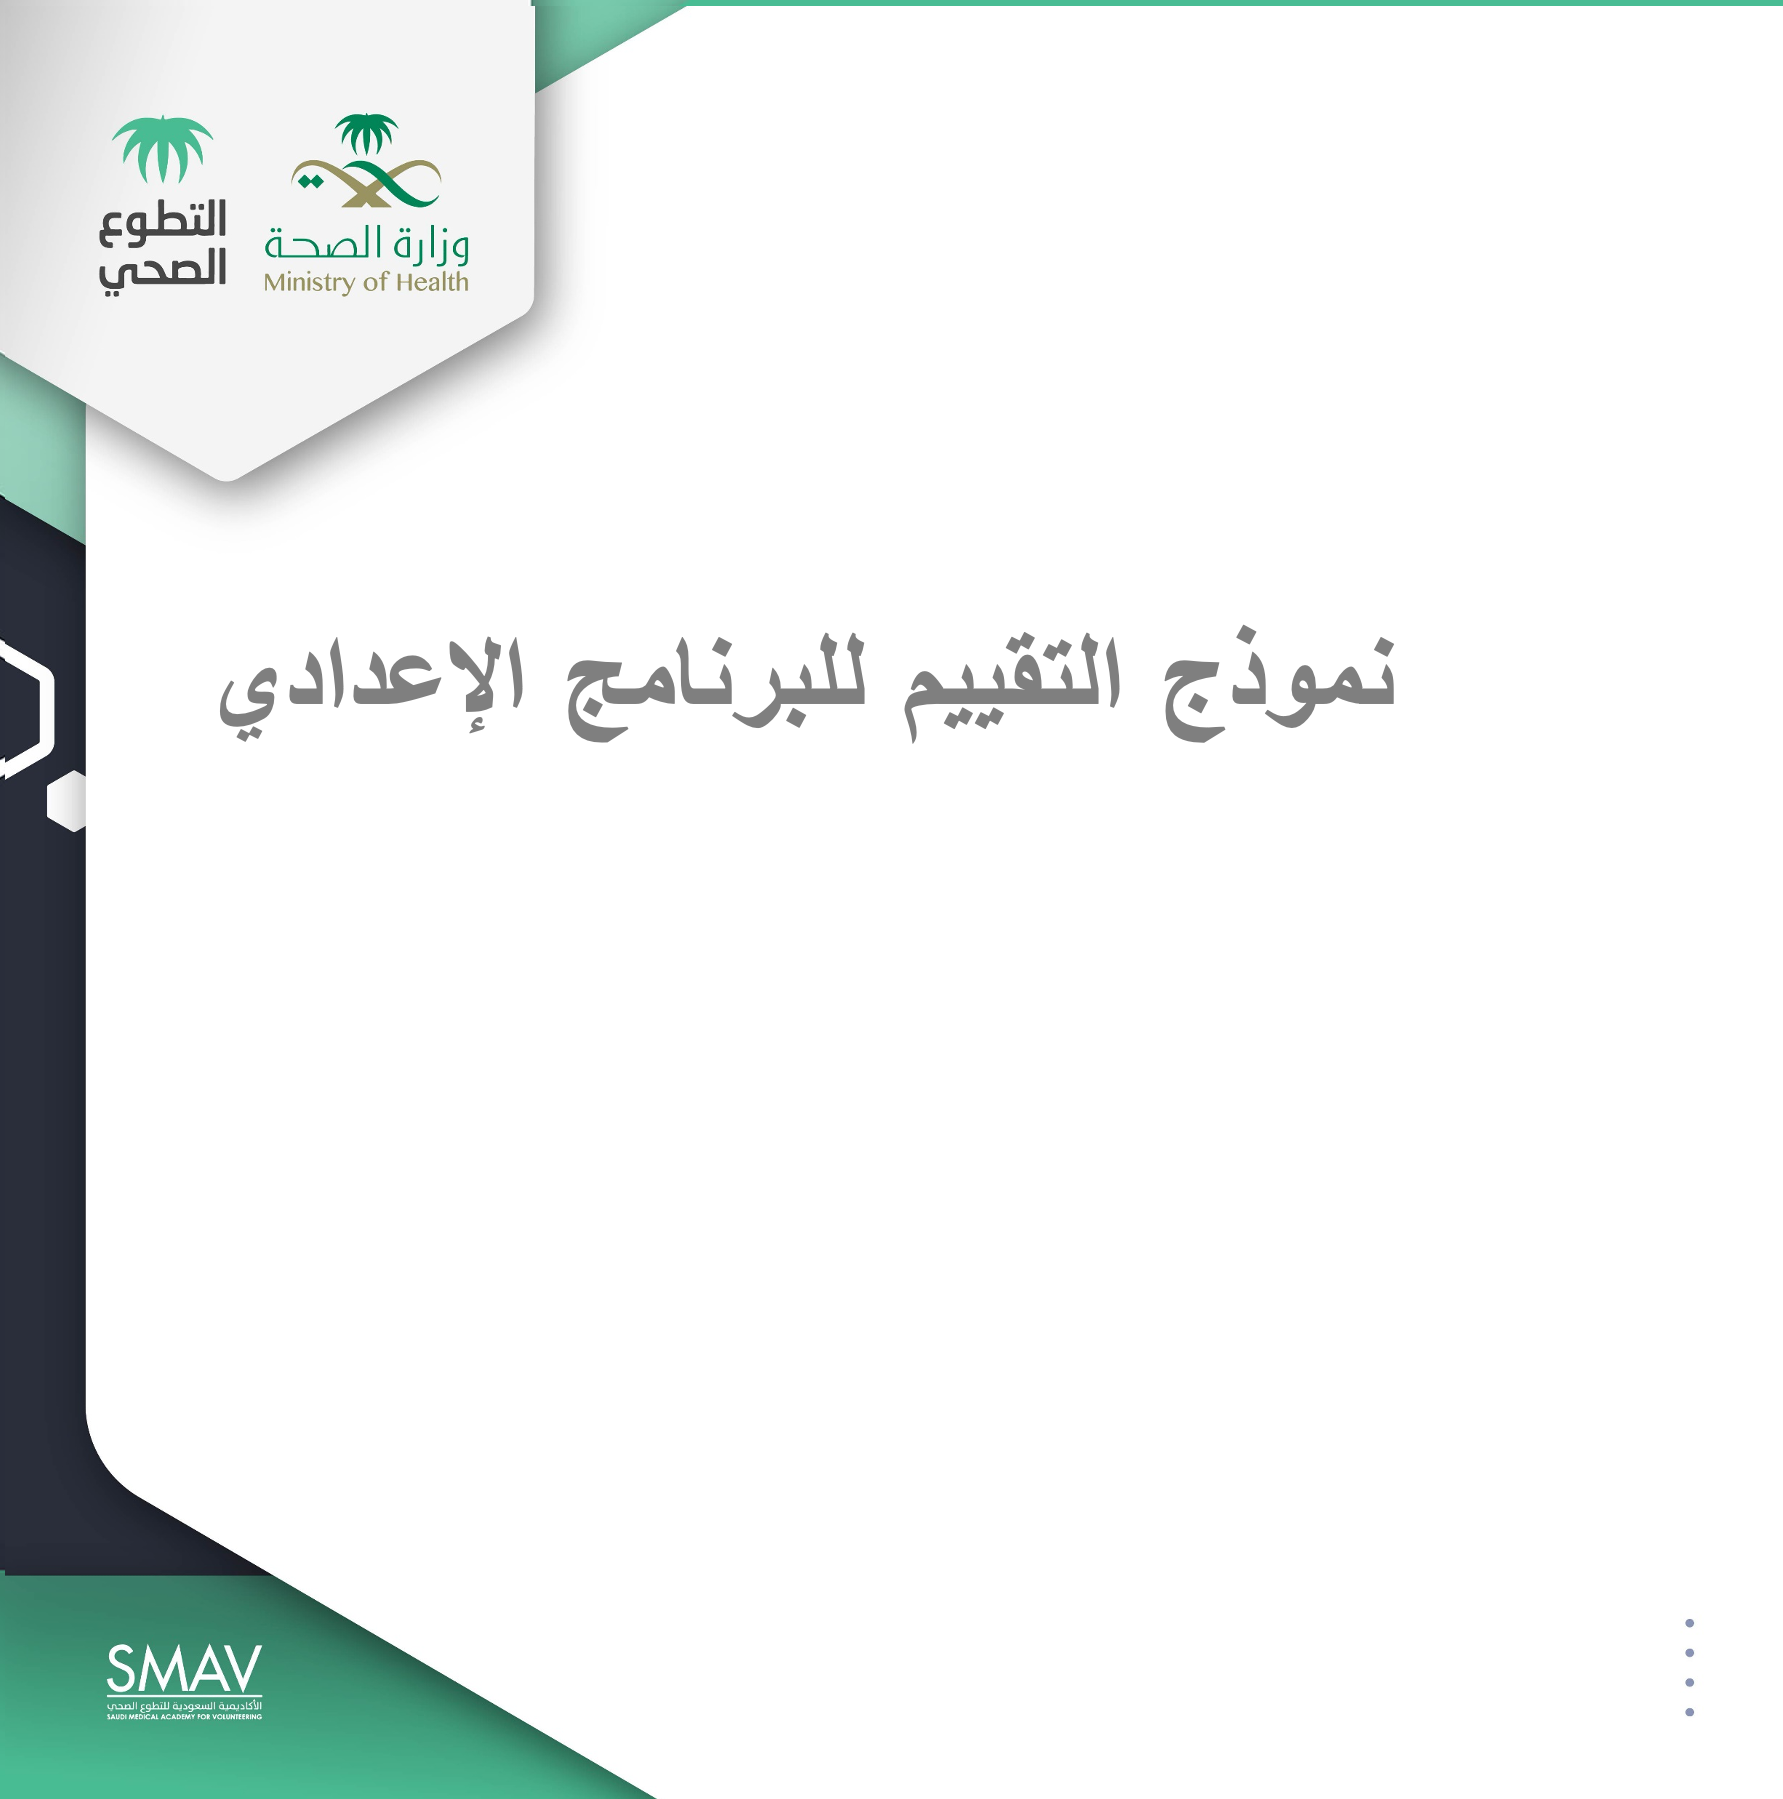 التطوع
الصحي
وزارة الصحة
Ministry of Health
نموذج التقييم للبرنامج الإعدادي
SMAV
الأكاديمية السعودية للتطوع الصحي
SAUDI MEDICAL ACADEMY FOR VOLUNTEERING